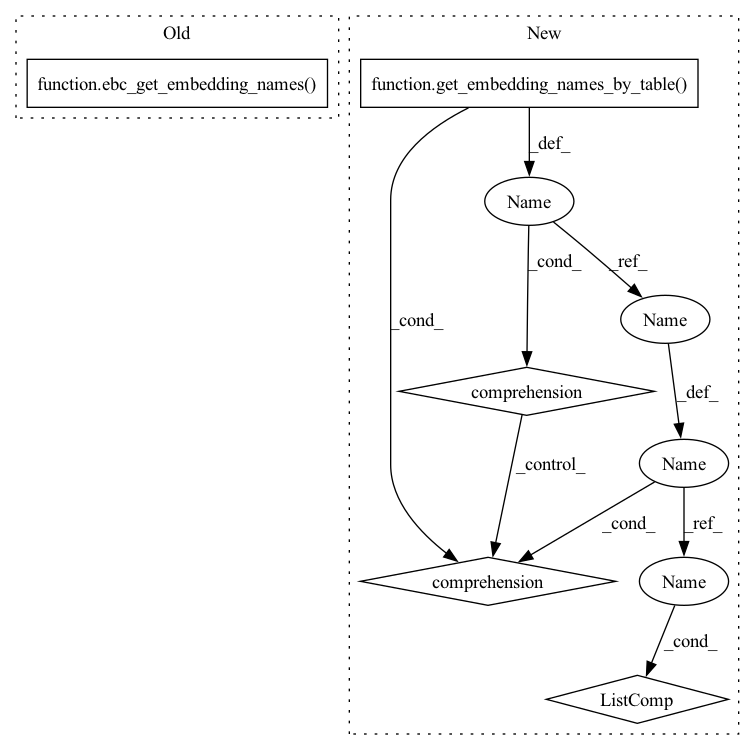 Old
New
function.ebc_get_embedding_names()
function.get_embedding_names_by_table()
_def_
Name
_cond_
_ref_
_cond_
Name
comprehension
_def_
_control_
Name
_cond_
_ref_
comprehension
Name
_cond_
ListComp